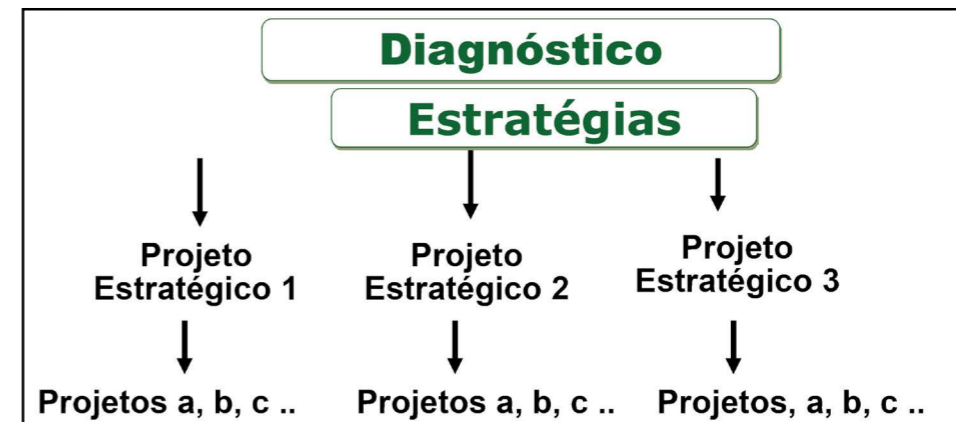 Diagnóstico
Estratégias
Projeto
Estratégico 1
Projeto
Estratégico 2
Projeto
Estratégico 3
Projetos a, b, c ..
Projetos a, b, c ..
Projetos, a, b, c ..